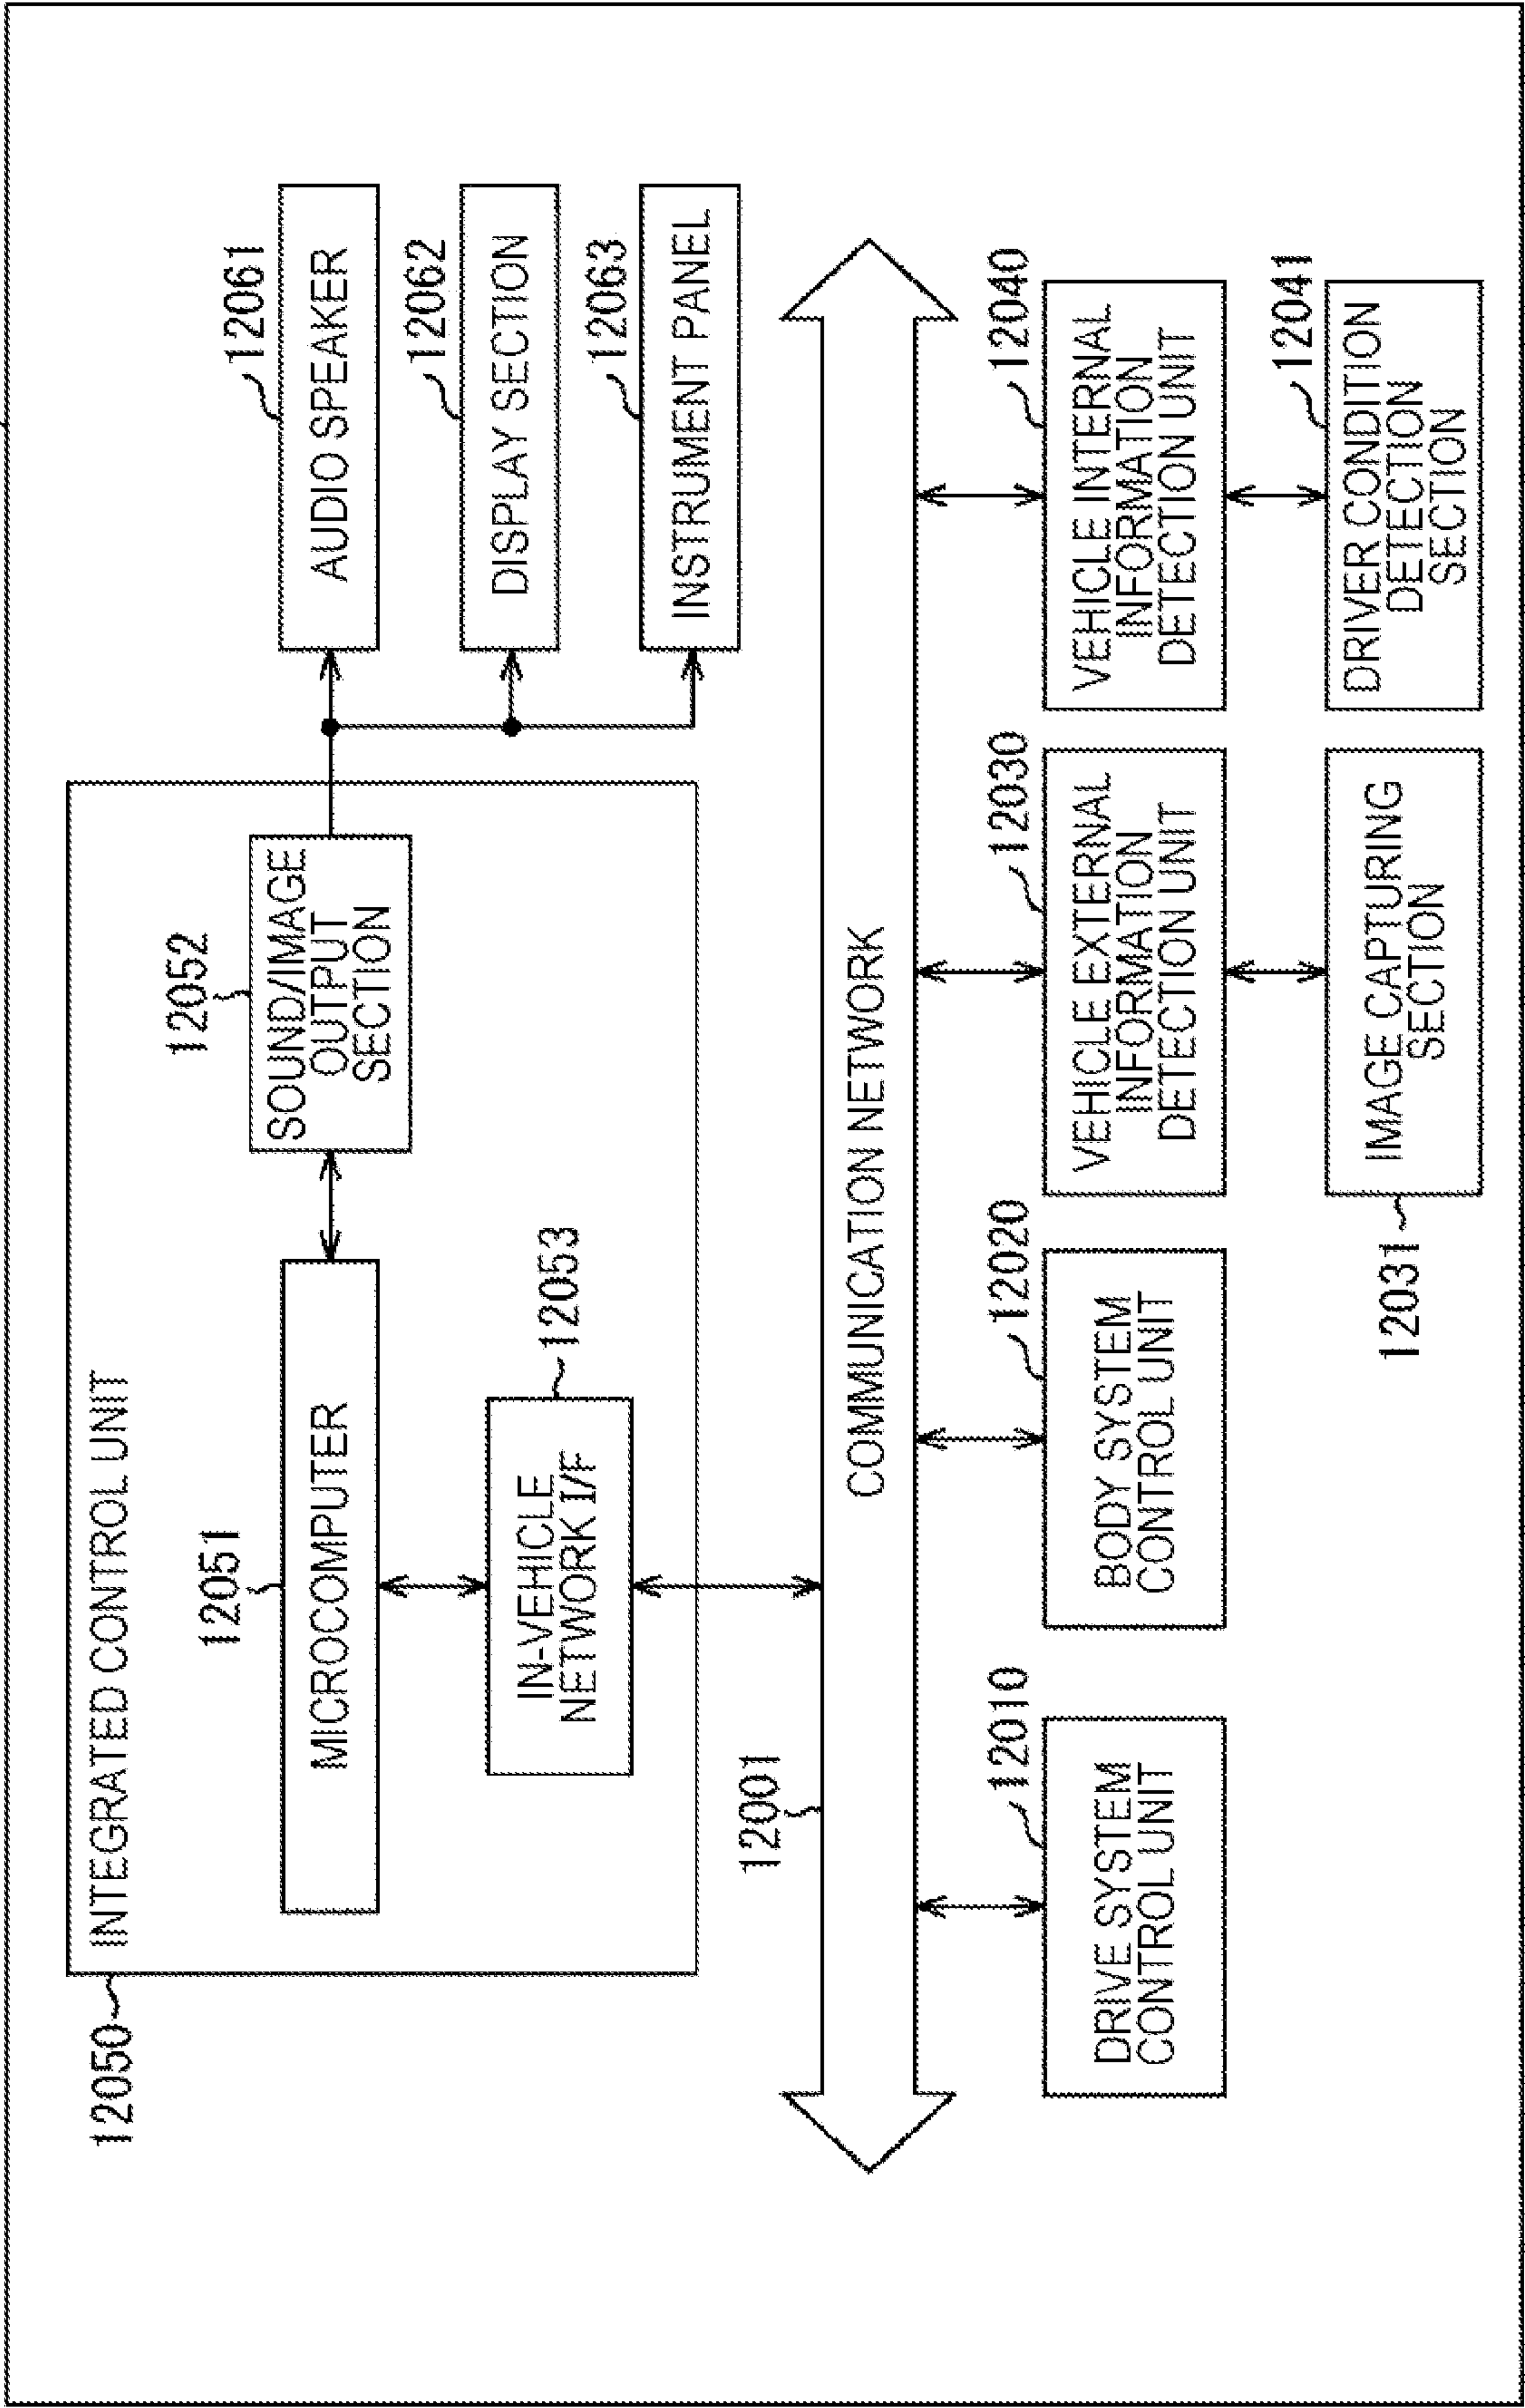 12050
INTEGRATED CONTROL UNIT
12051
MICROCOMPUTER
12052
SOUND/IMAGE
OUTPUT
SECTION
12053
IN-VEHICLE
NETWORK I/F
12061
AUDIO SPEAKER
12062
DISPLAY SECTION
12063
INSTRUMENT PANEL
12001
COMMUNICATION NETWORK
12010
DRIVE SYSTEM
CONTROL UNIT
12020
BODY SYSTEM
CONTROL UNIT
12030
VEHICLE EXTERNAL
INFORMATION
DETECTION UNIT
12040
VEHICLE INTERNAL
INFORMATION
DETECTION UNIT
12031
IMAGE CAPTURING
SECTION
12041
DRIVER CONDITION
DETECTION
SECTION